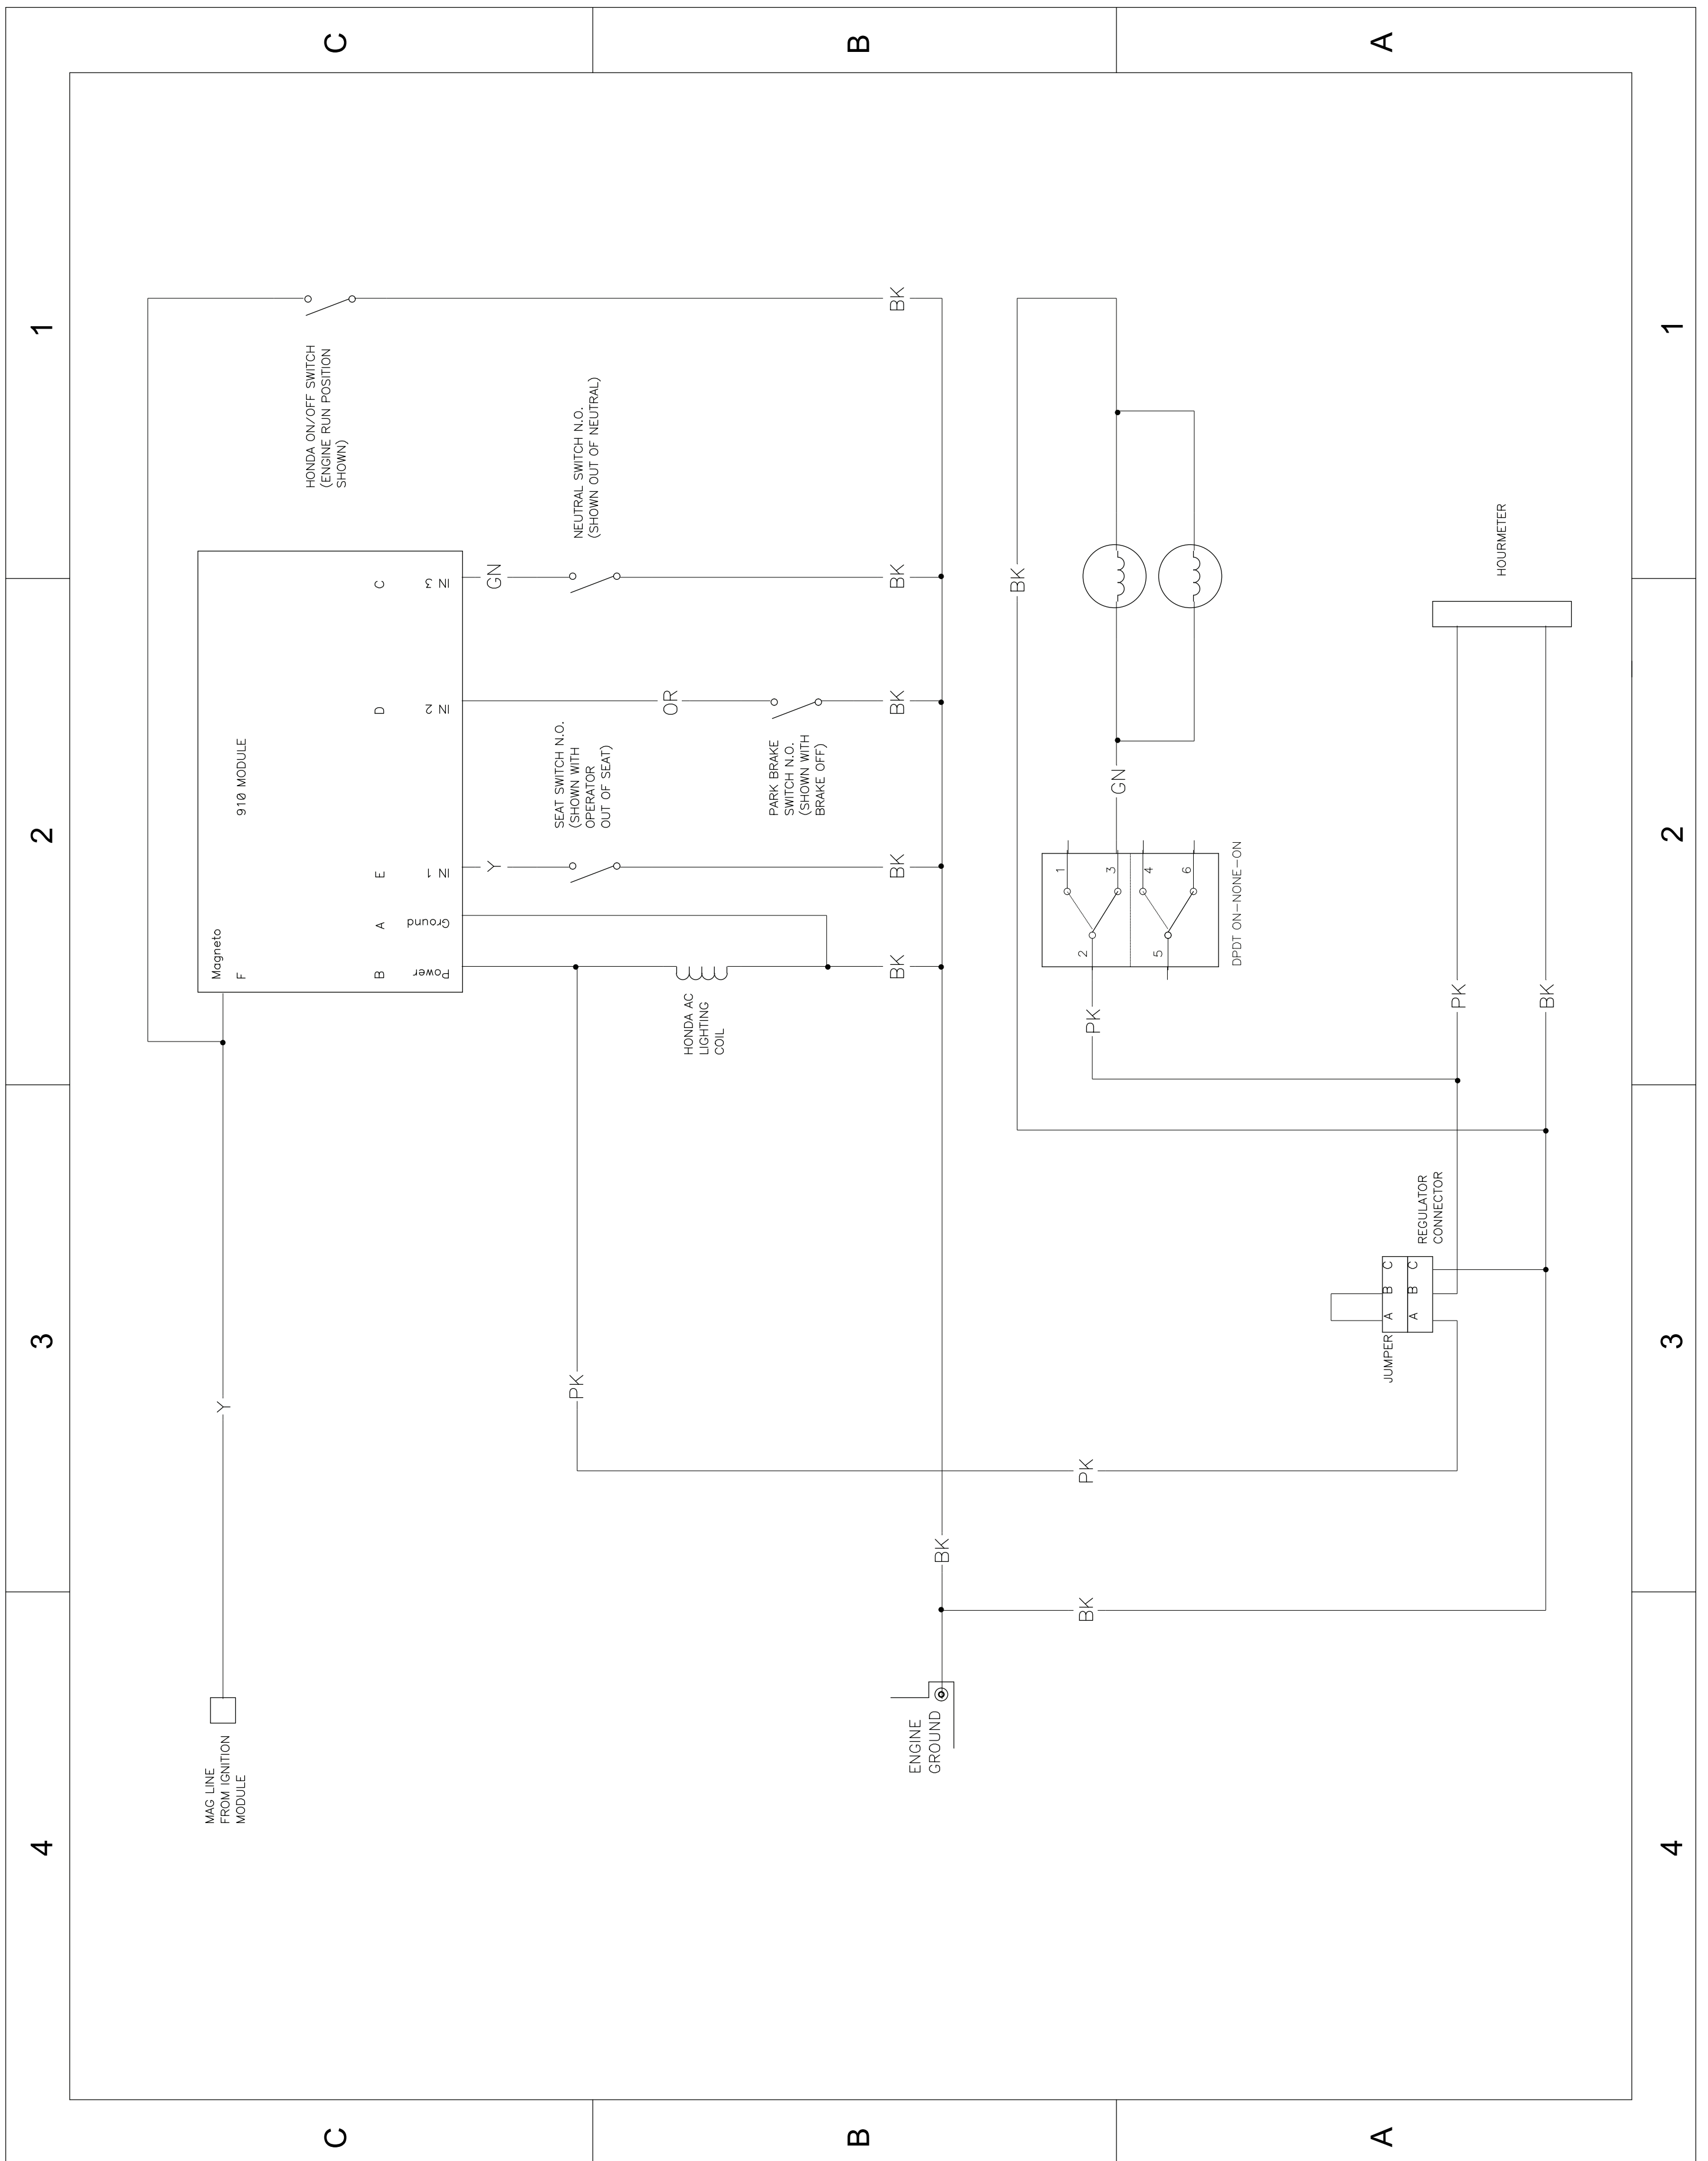 C
B
A
1
2
3
4
1
2
3
4
C
B
A
HONDA ON/OFF SWITCH
(ENGINE RUN POSITION
SHOWN)
NEUTRAL SWITCH N.O.
(SHOWN OUT OF NEUTRAL)
910 MODULE
Magneto
F
C
D
E
A
B
IN 3
IN 2
IN 1
Ground
Power
GN
OR
Y
BK
BK
BK
BK
BK
SEAT SWITCH N.O.
(SHOWN WITH
OPERATOR
OUT OF SEAT)
PARK BRAKE
SWITCH N.O.
(SHOWN WITH
BRAKE OFF)
HONDA AC
LIGHTING
COIL
BK
GN
1
3
4
6
2
5
DPDT ON-NONE-ON
PK
HOURMETER
PK
BK
REGULATOR
CONNECTOR
A B C
A B C
JUMPER
Y
PK
PK
BK
BK
MAG LINE
FROM IGNITION
MODULE
ENGINE
GROUND